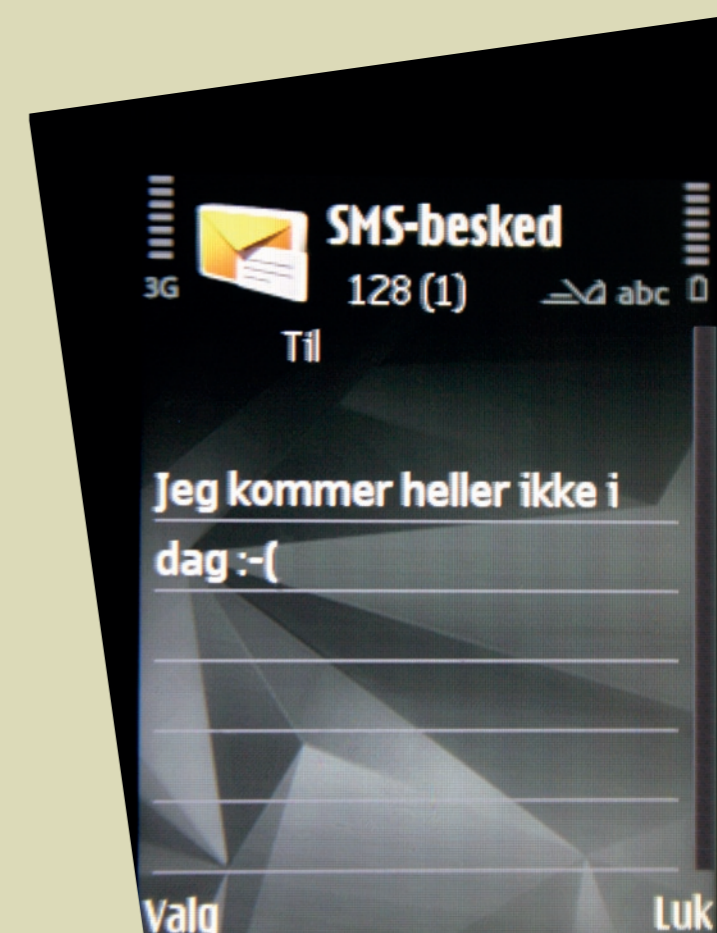 SMS-besked
3G 128 (1) abc
Til
Jeg kommer heller ikke i
dag :-(
Valg Luk